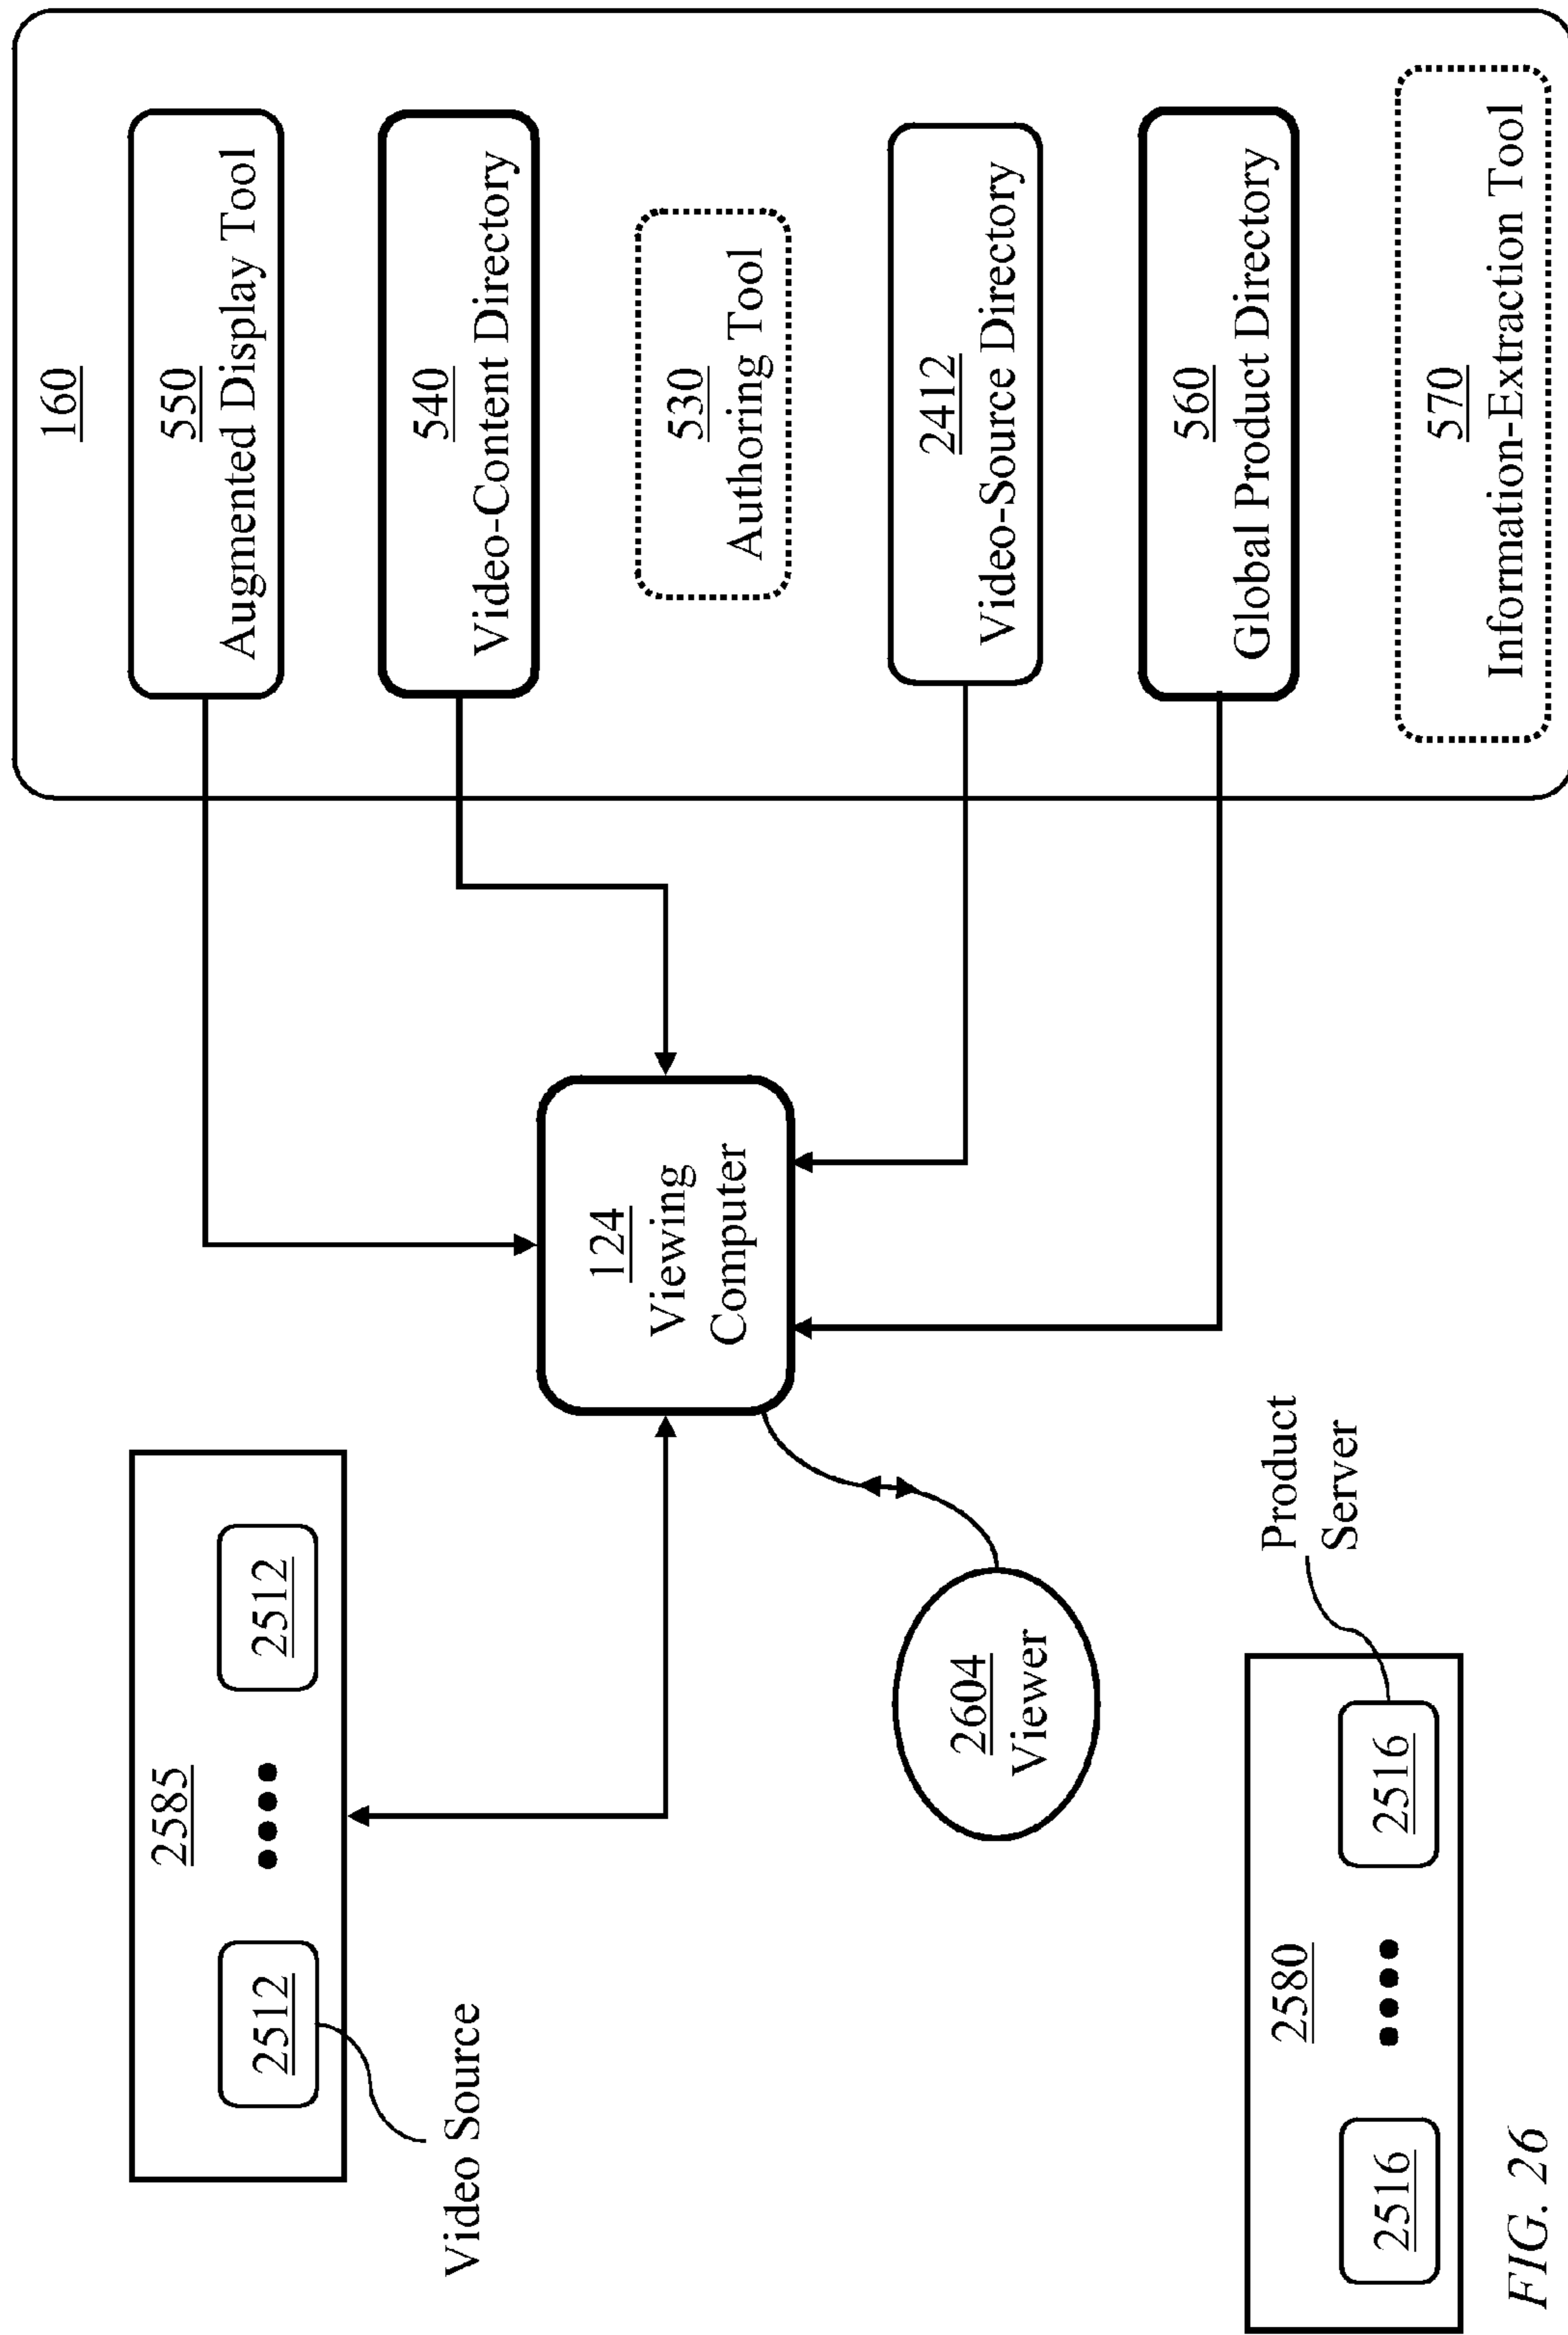 160
550
Augmented Display Tool
540
Video-Content Directory
530
Authoring Tool
2412
Video-Source Directory
560
Global Product Directory
570
Information-Extraction Tool
124
Viewing
Computer
2585
2512
2512
Video Source
2604
Viewer
Product
Server
2580
2516
2516
FIG. 26